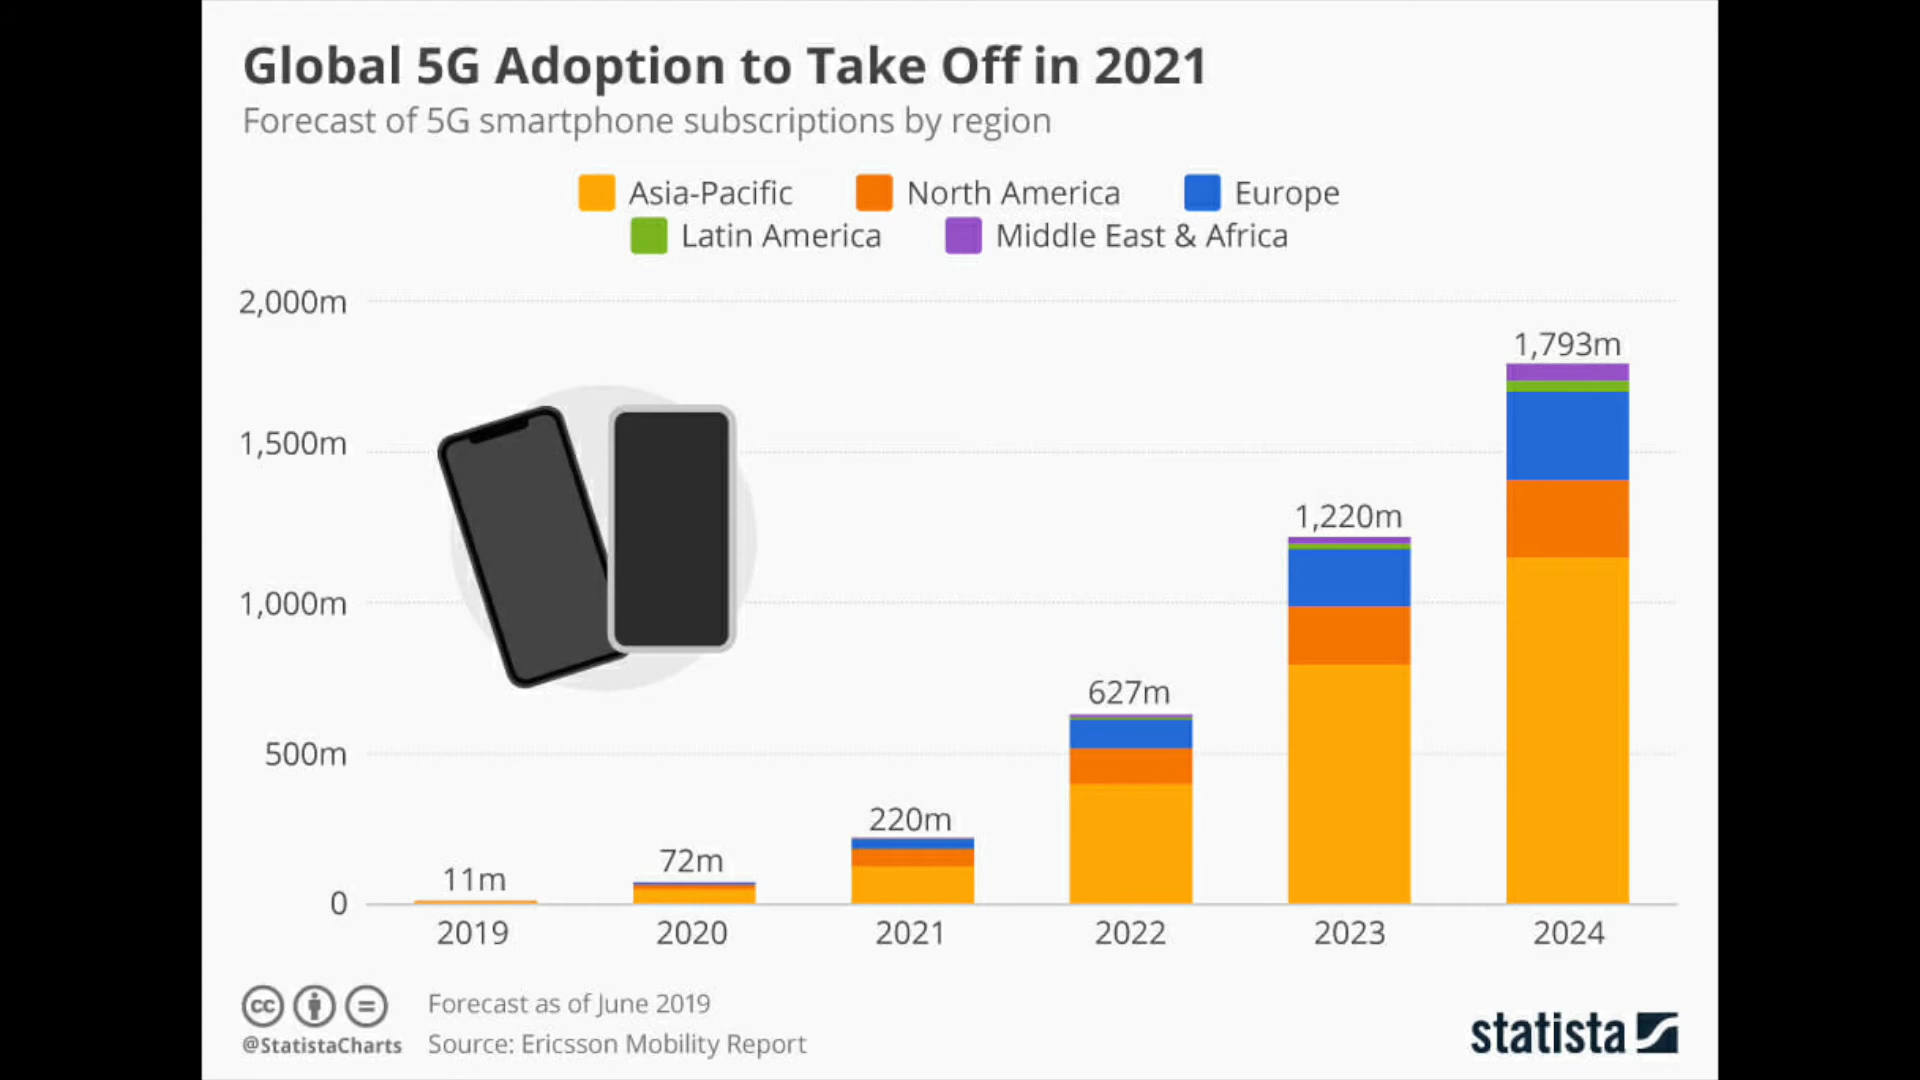 Global 5G Adoption to Take Off in 2021
Forecast of 5G smartphone subscriptions by region
Asia-Pacific North America Europe
Latin America Middle East & Africa
2,000m
1,500m
1,000m
500m
0
11m
72m
220m
627m
1,220m
1,793m
2019 2020 2021 2022 2023 2024
cc
@StatistaCharts
Forecast as of June 2019
Source: Ericsson Mobility Report
statista